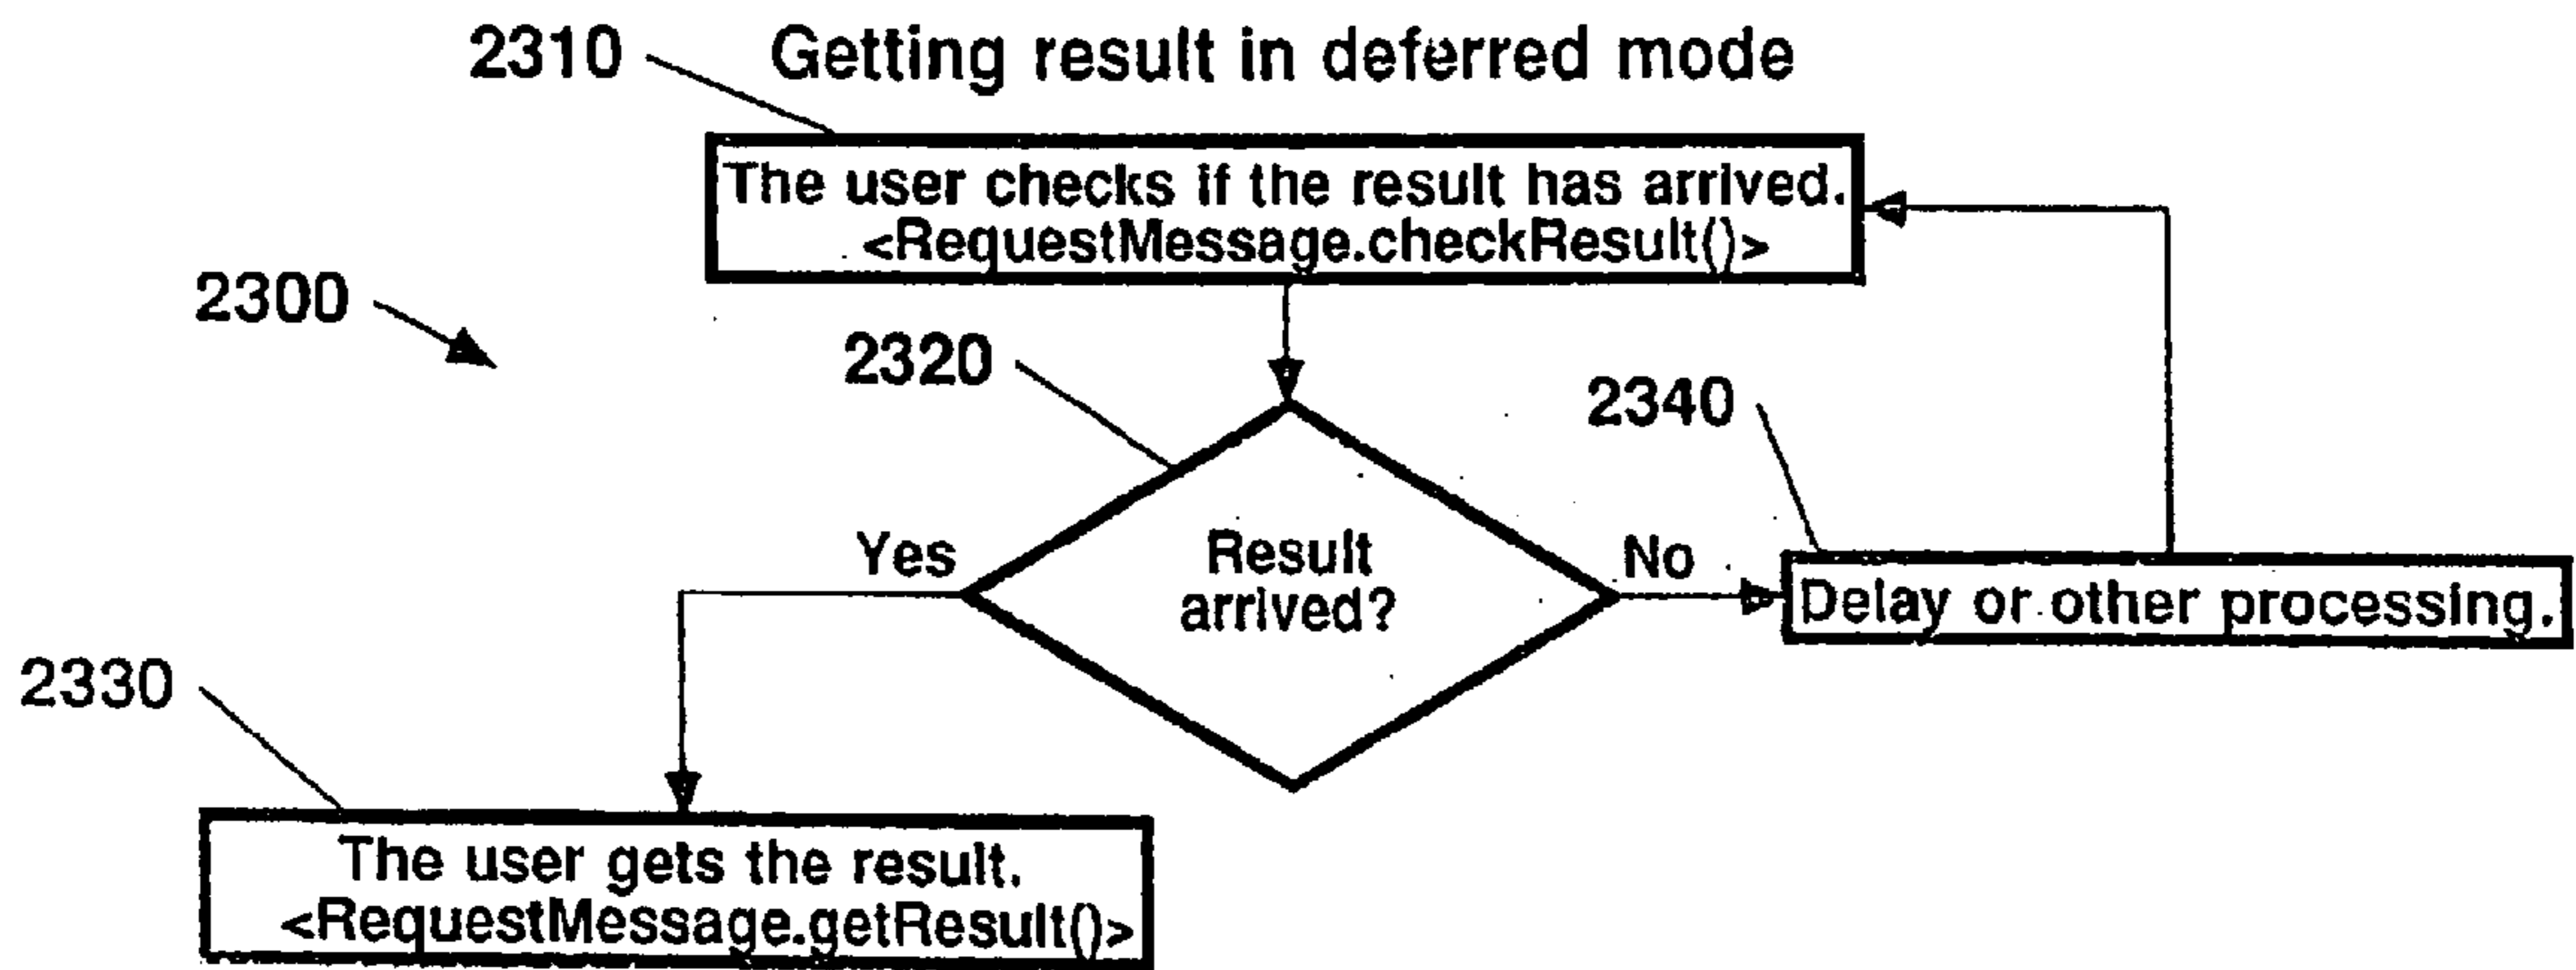 2310 Getting result in deferred mode
The user checks if the result has arrived.
<RequestMessage.checkResult()>
2300
2320
2340
Yes
Result
arrived?
No
Delay or other processing.
2330
The user gets the result.
<RequestMessage.getResult()>